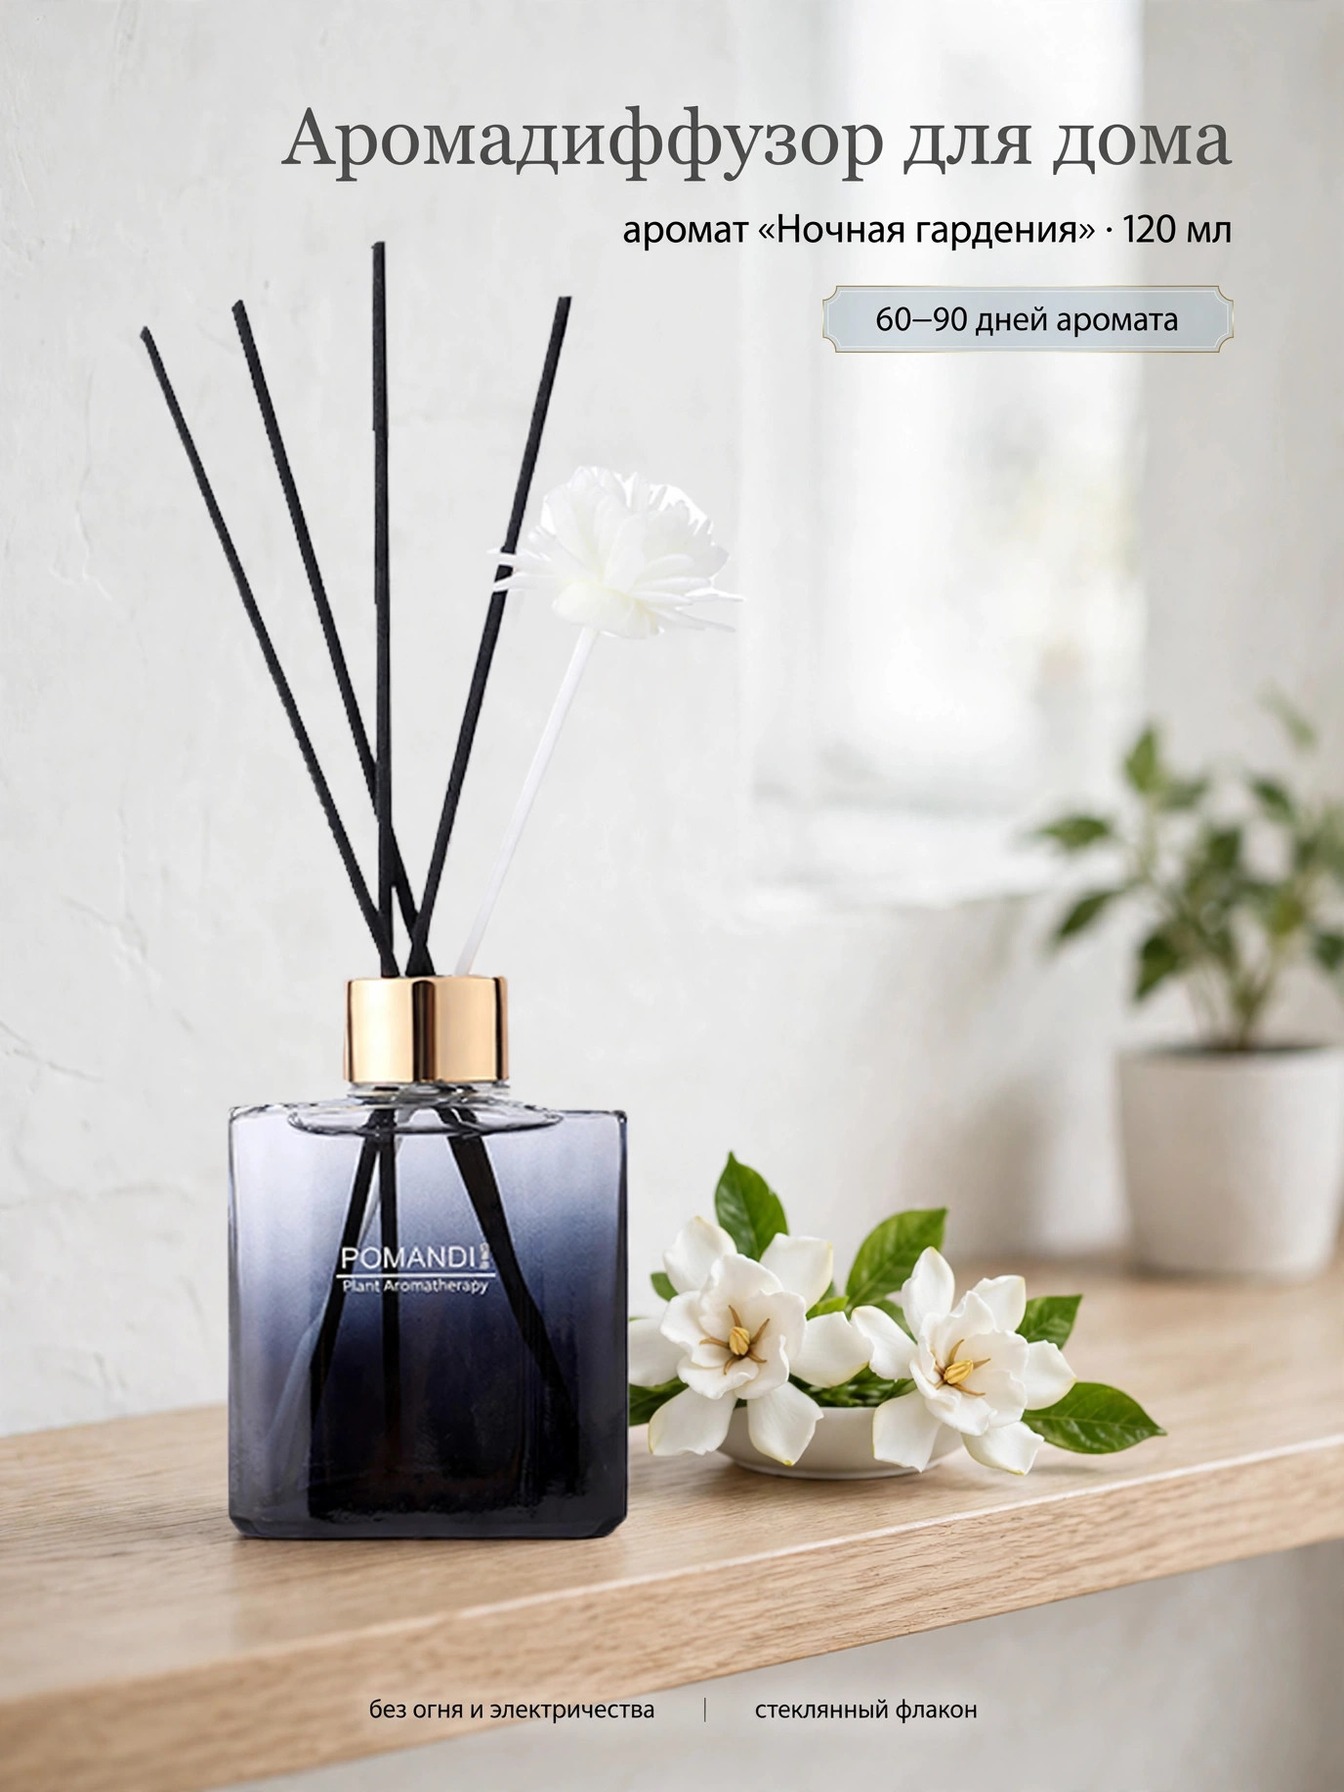 Аромадиффузор для дома
аромат «Ночная гардения» · 120 мл
60–90 дней аромата
POMANDI
Plant Aromatherapy
без огня и электричества | стеклянный флакон